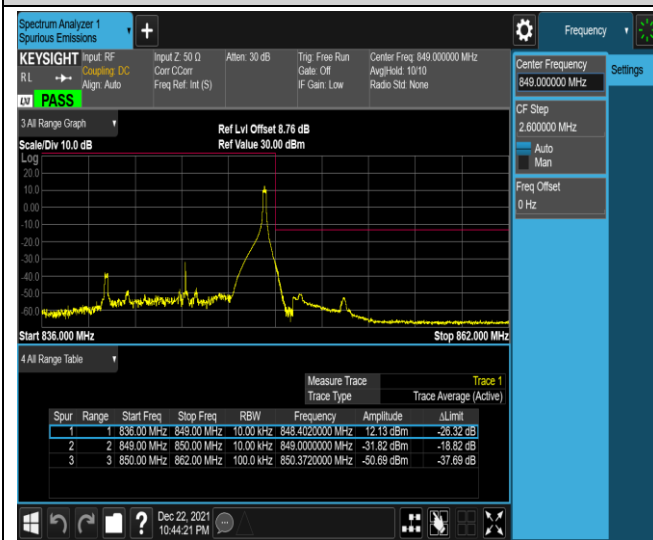 Spectrum Analyzer 1
Spurious Emissions
Frequency
KEYSIGHT
RL
LXI
PASS
Input: RF
Coupling: DC
Align: Auto
Input Z: 50 Ω
Corr CCorr
Freq Ref: Int (S)
Atten: 30 dB
Trig: Free Run
Gate: Off
IF Gain: Low
Center Freq: 849.000000 MHz
Avg|Hold: 10/10
Radio Std: None
Center Frequency
849.000000 MHz
Settings
CF Step
2.600000 MHz
Auto
Man
Freq Offset
0 Hz
3 All Range Graph
Ref Lvl Offset 8.76 dB
Scale/Div 10.0 dB
Ref Value 30.00 dBm
Log
20.0
10.0
0.00
-10.0
-20.0
-30.0
-40.0
-50.0
-60.0
Start 836.000 MHz
Stop 862.000 MHz
4 All Range Table
Measure Trace Trace 1
Trace Type Trace Average (Active)
Spur Range Start Freq Stop Freq RBW Frequency Amplitude ΔLimit
1 1 836.00 MHz 849.00 MHz 10.00 kHz 848.4020000 MHz 12.13 dBm -26.32 dB
2 2 849.00 MHz 850.00 MHz 10.00 kHz 849.0000000 MHz -31.82 dBm -18.82 dB
3 3 850.00 MHz 862.00 MHz 100.0 kHz 850.3720000 MHz -50.69 dBm -37.69 dB
Dec 22, 2021
10:44:21 PM